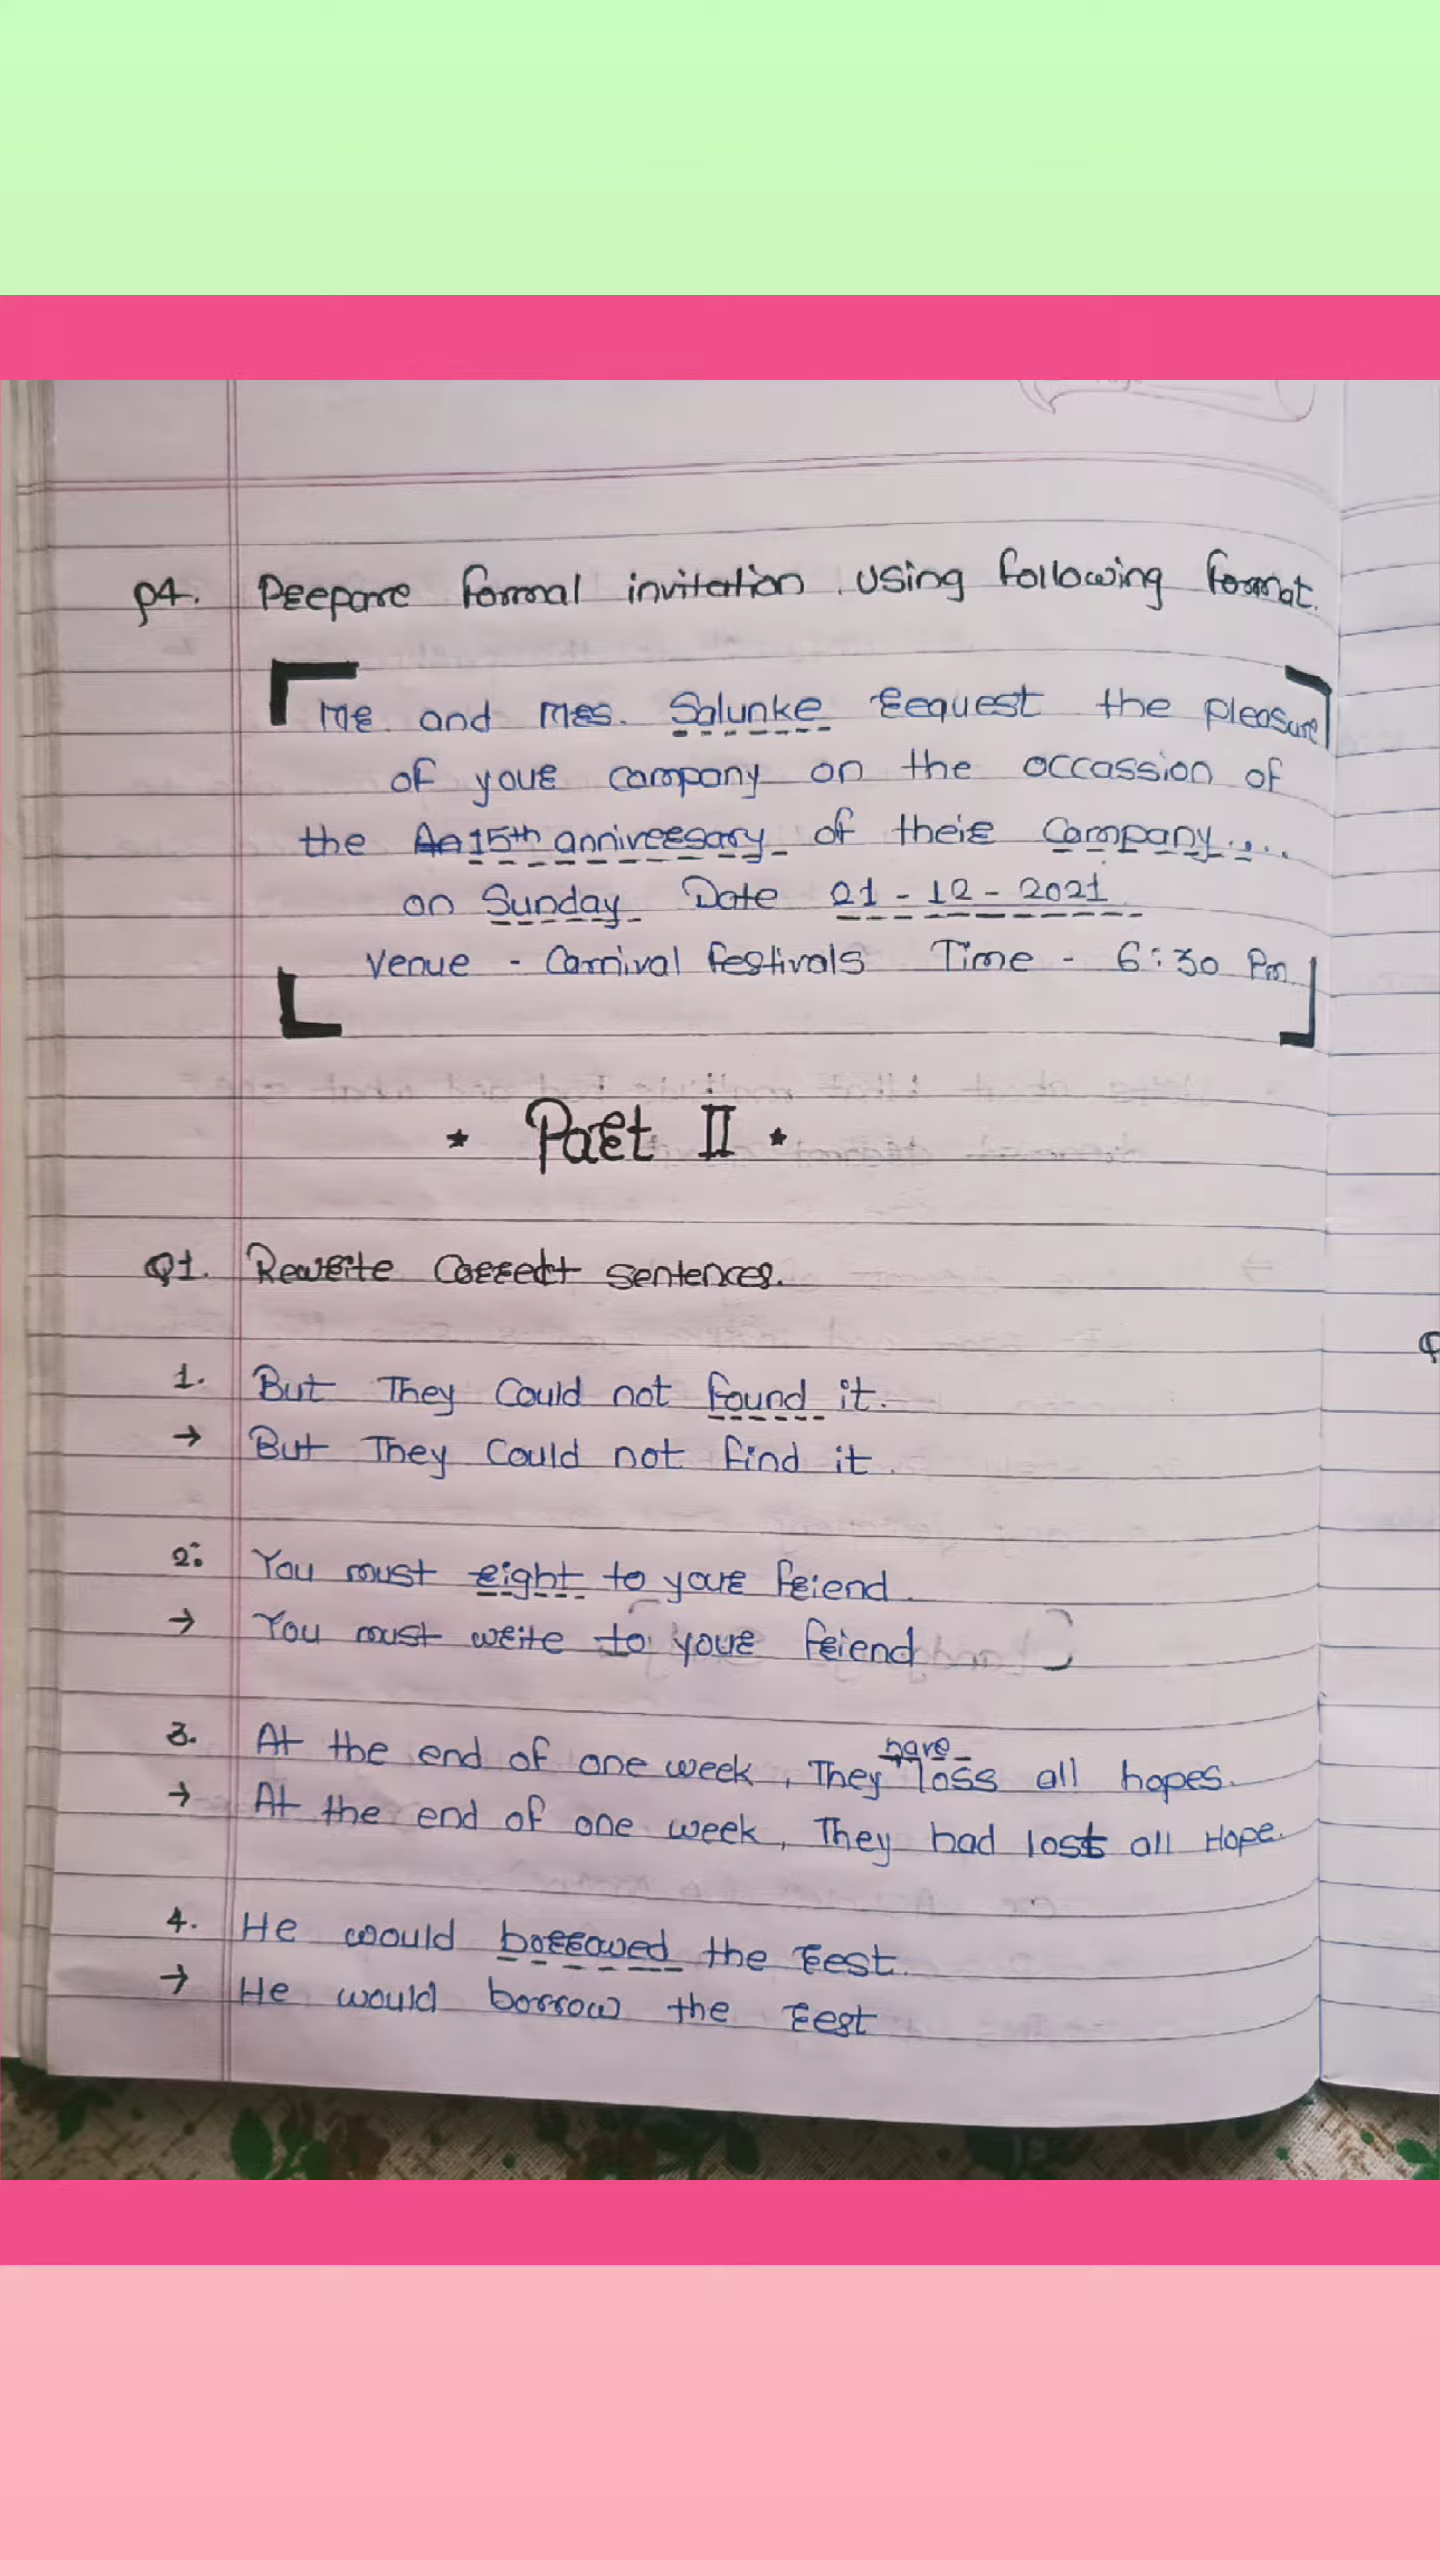 Q4. Prepare formal invitation using following format.
Mr and Mrs. Salunke request the pleasure
of your company on the occassion of
the 15th anniversary of their Company....
on Sunday Date 21-12-2021
Venue - Carnival Festivals Time - 6:30 Pm
* Part II *
Q1. Rewrite Correct sentences.
1. But They Could not found it.
→ But They Could not find it.
2. You must right to your friend.
→ You must write to your friend
3. At the end of one week, They have loss all hopes.
→ At the end of one week, They had lost all Hope.
4. He would borrowed the rest.
→ He would borrow the rest